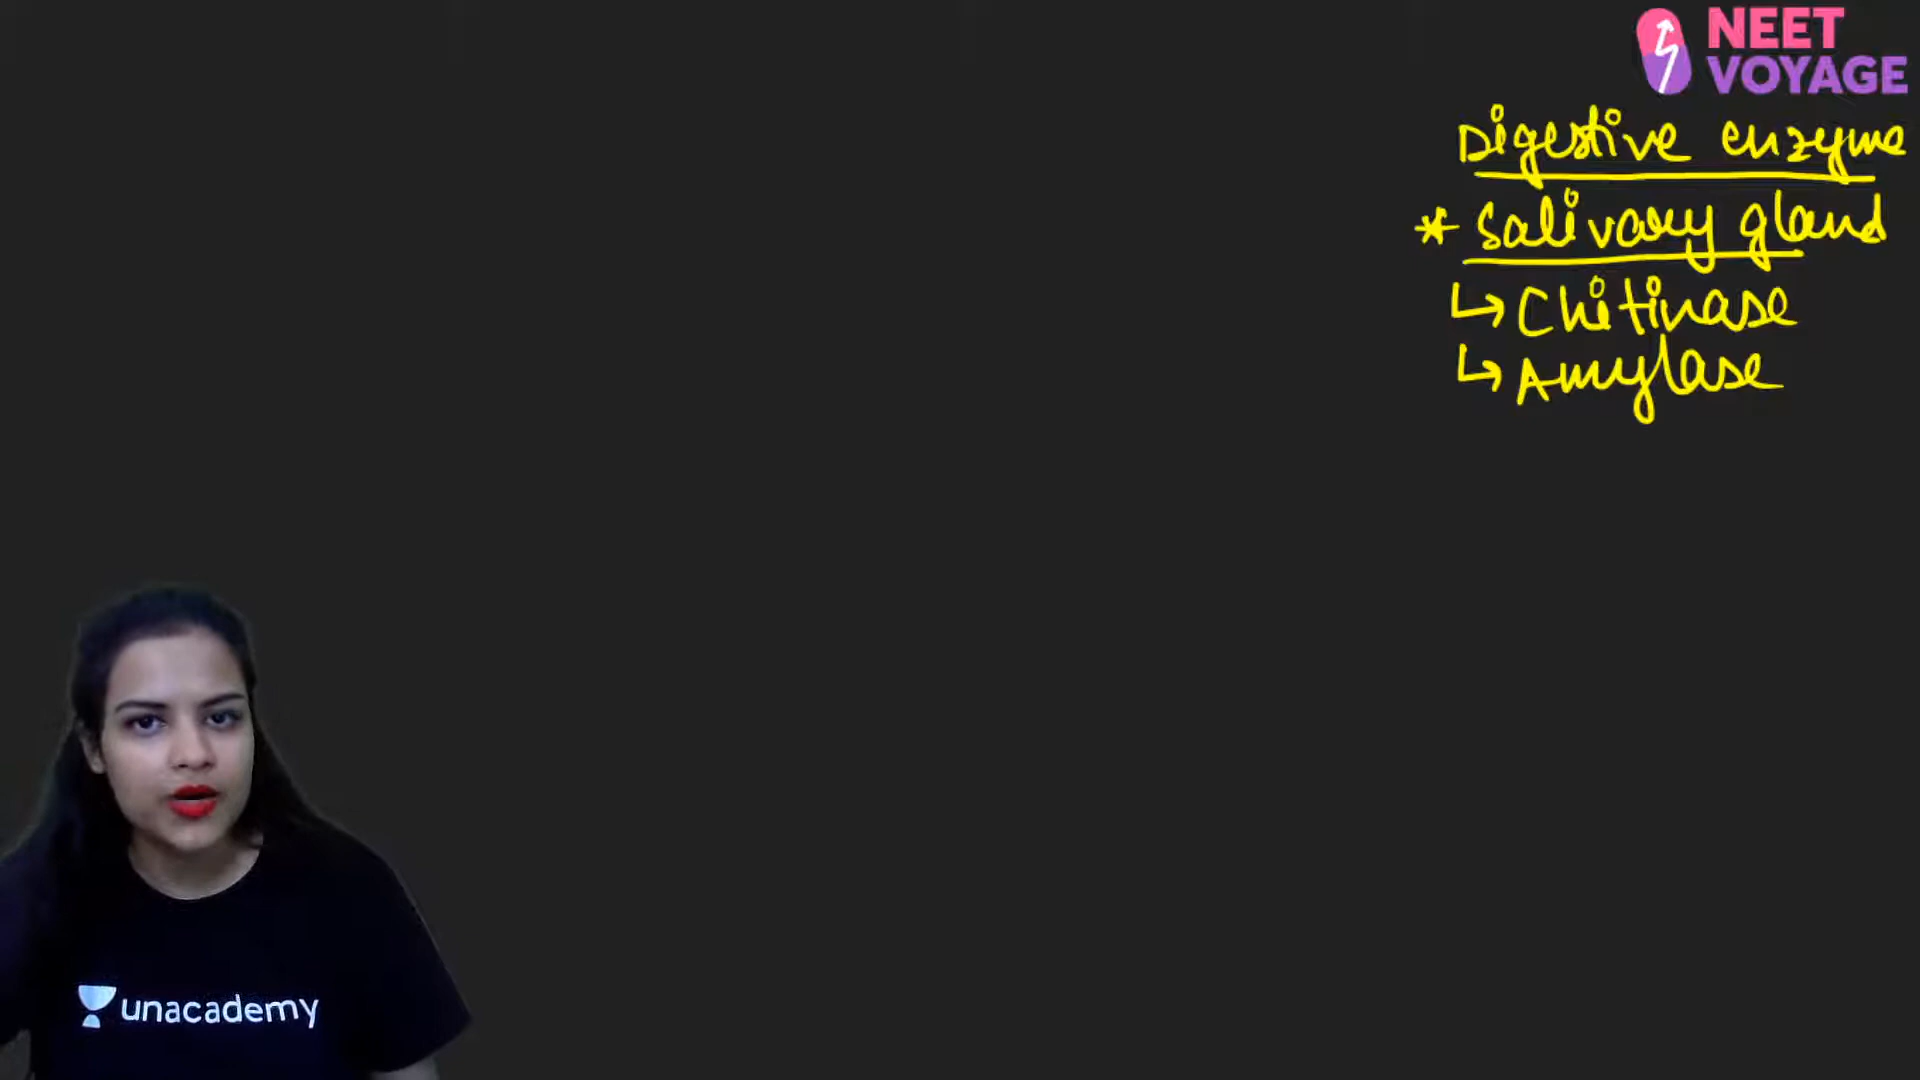 NEET
VOYAGE
Digestive enzyme
* Salivary gland
↳ Chitinase
↳ Amylase
unacademy